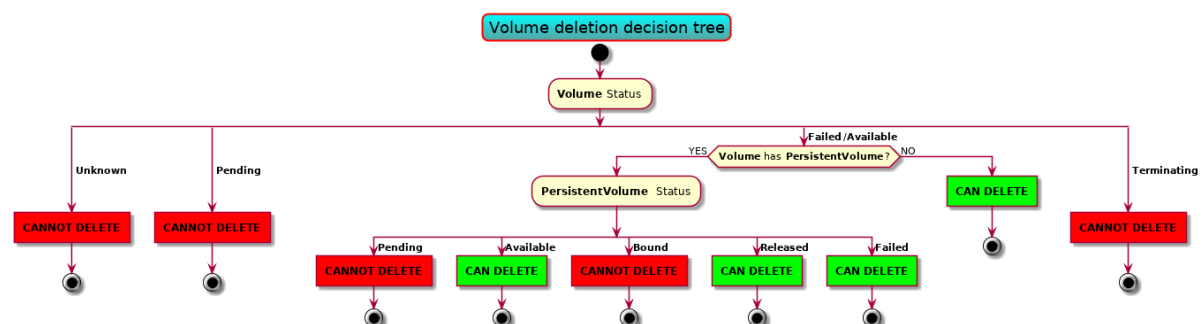 Volume deletion decision tree
Volume Status
Failed/Available
YES
Volume has PersistentVolume?
NO
Unknown
Pending
Terminating
PersistentVolume Status
CAN DELETE
CANNOT DELETE
CANNOT DELETE
CANNOT DELETE
Pending
Available
Bound
Released
Failed
CANNOT DELETE
CAN DELETE
CANNOT DELETE
CAN DELETE
CAN DELETE